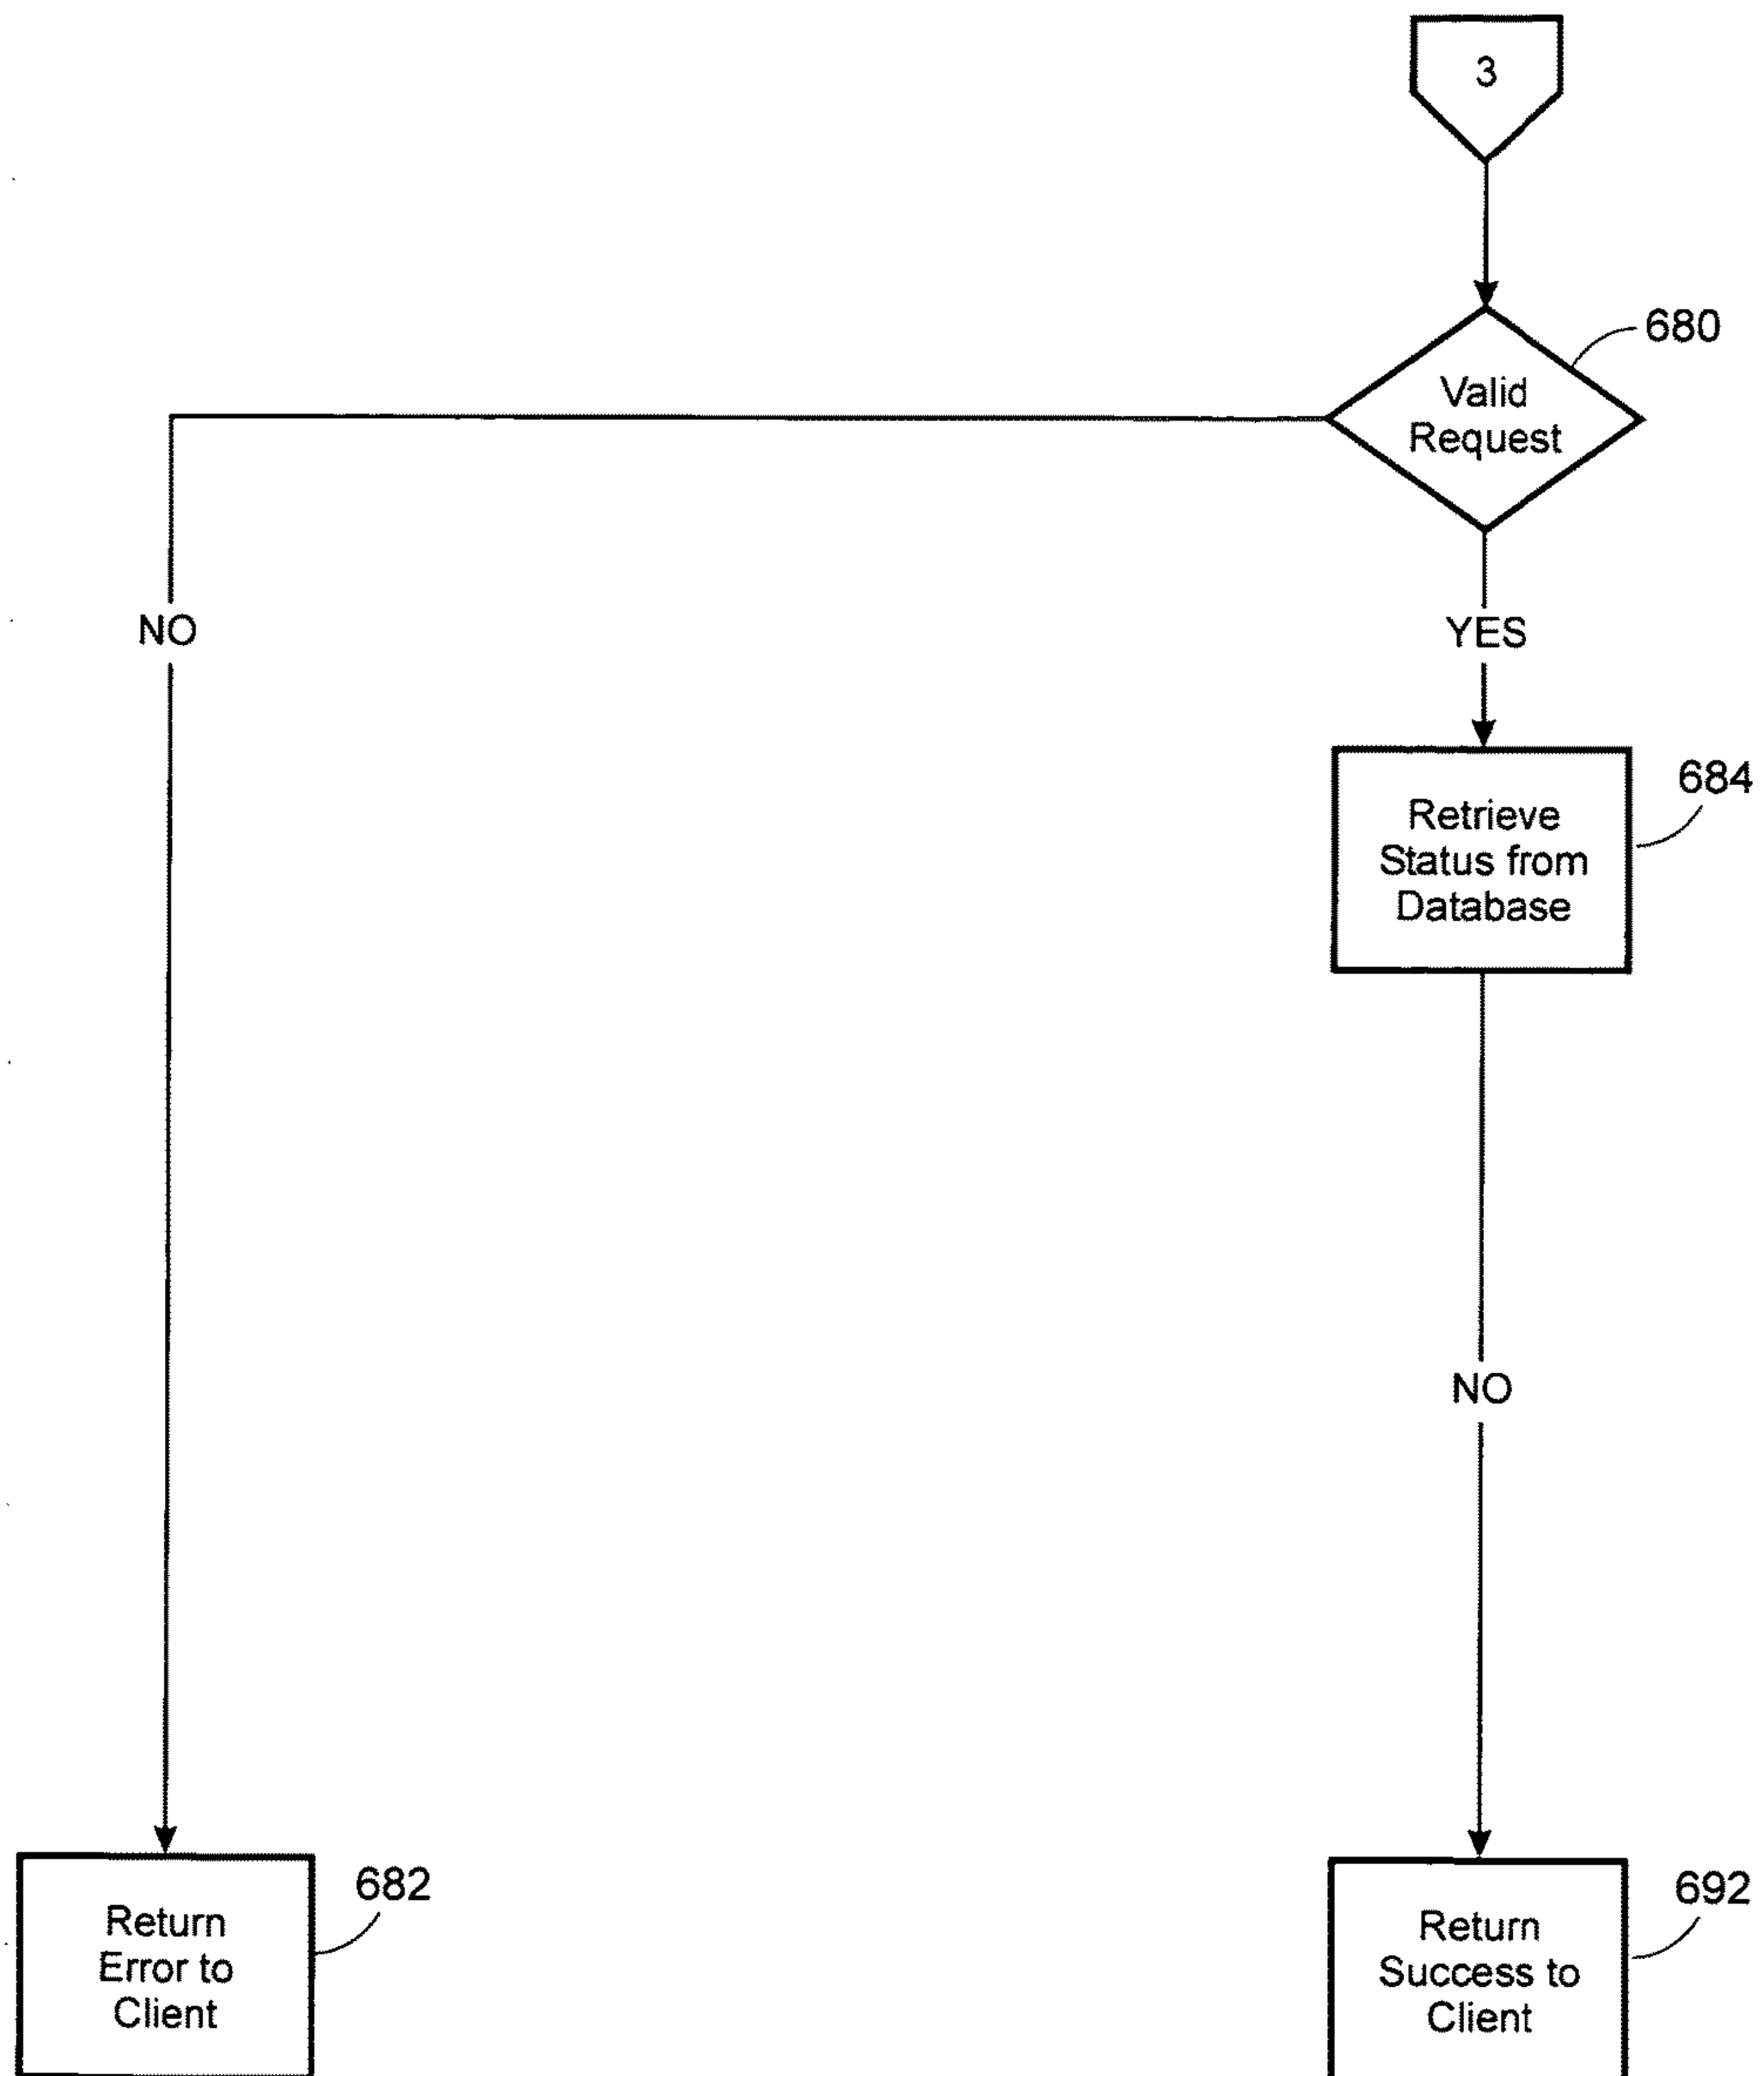 3
680
Valid
Request
NO
YES
684
Retrieve
Status from
Database
NO
682
Return
Error to
Client
692
Return
Success to
Client